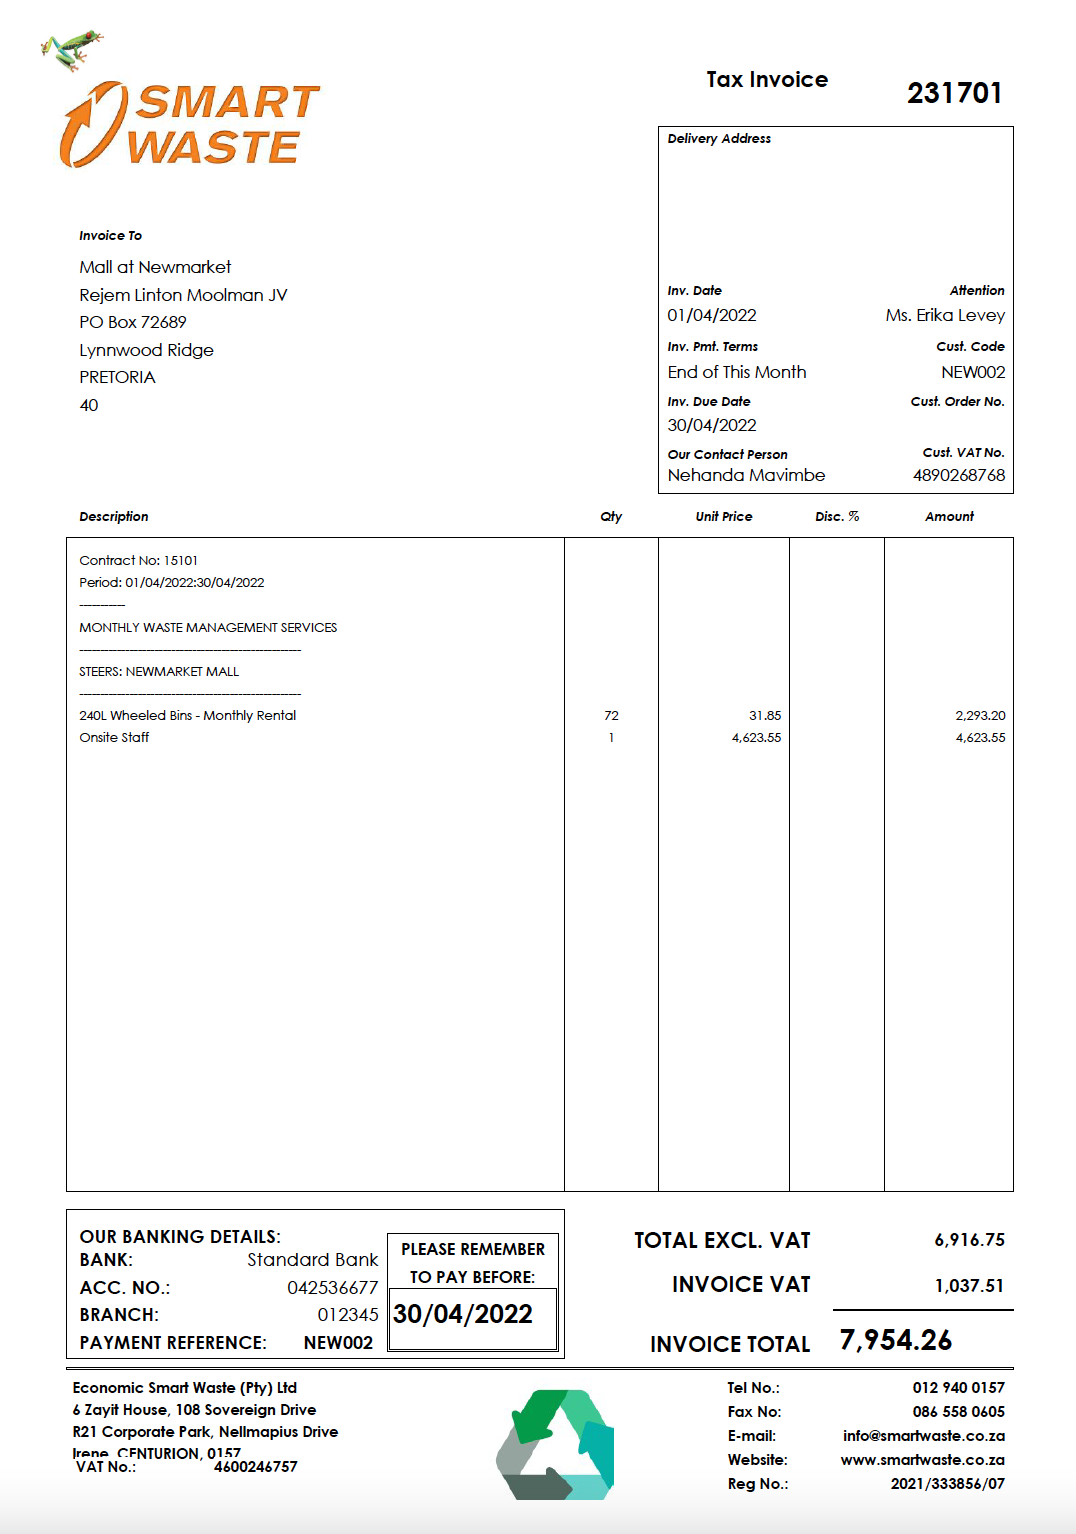 SMART
WASTE
Tax Invoice
231701
Delivery Address
Invoice To
Mall at Newmarket
Rejem Linton Moolman JV
PO Box 72689
Lynnwood Ridge
PRETORIA
40
Inv. Date Attention
01/04/2022 Ms. Erika Levey
Inv. Pmt. Terms Cust. Code
End of This Month NEW002
Inv. Due Date Cust. Order No.
30/04/2022
Our Contact Person Cust. VAT No.
Nehanda Mavimbe 4890268768
Description Qty Unit Price Disc. % Amount
Contract No: 15101
Period: 01/04/2022:30/04/2022
-----------
MONTHLY WASTE MANAGEMENT SERVICES
-----------------------------------------------------
STEERS: NEWMARKET MALL
-----------------------------------------------------
240L Wheeled Bins - Monthly Rental 72 31.85 2,293.20
Onsite Staff 1 4,623.55 4,623.55
OUR BANKING DETAILS:
BANK: Standard Bank
ACC. NO.: 042536677
BRANCH: 012345
PAYMENT REFERENCE: NEW002
PLEASE REMEMBER
TO PAY BEFORE:
30/04/2022
TOTAL EXCL. VAT 6,916.75
INVOICE VAT 1,037.51
INVOICE TOTAL 7,954.26
Economic Smart Waste (Pty) Ltd
6 Zayit House, 108 Sovereign Drive
R21 Corporate Park, Nellmapius Drive
Irene, CENTURION, 0157
VAT No.: 4600246757
Tel No.: 012 940 0157
Fax No: 086 558 0605
E-mail: info@smartwaste.co.za
Website: www.smartwaste.co.za
Reg No.: 2021/333856/07